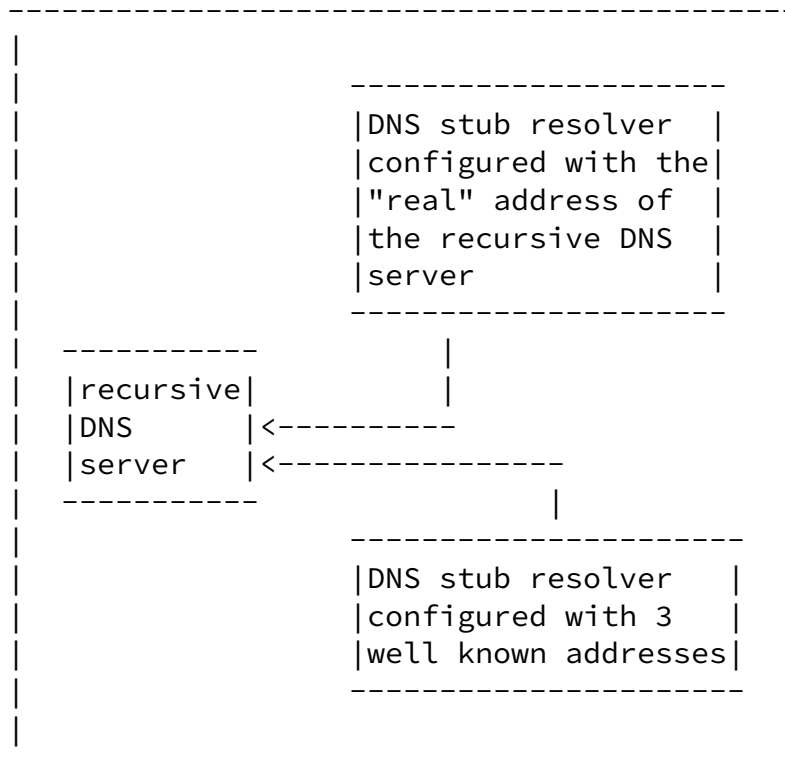 DNS stub resolver
configured with the
"real" address of
the recursive DNS
server
recursive
DNS
server
DNS stub resolver
configured with 3
well known addresses